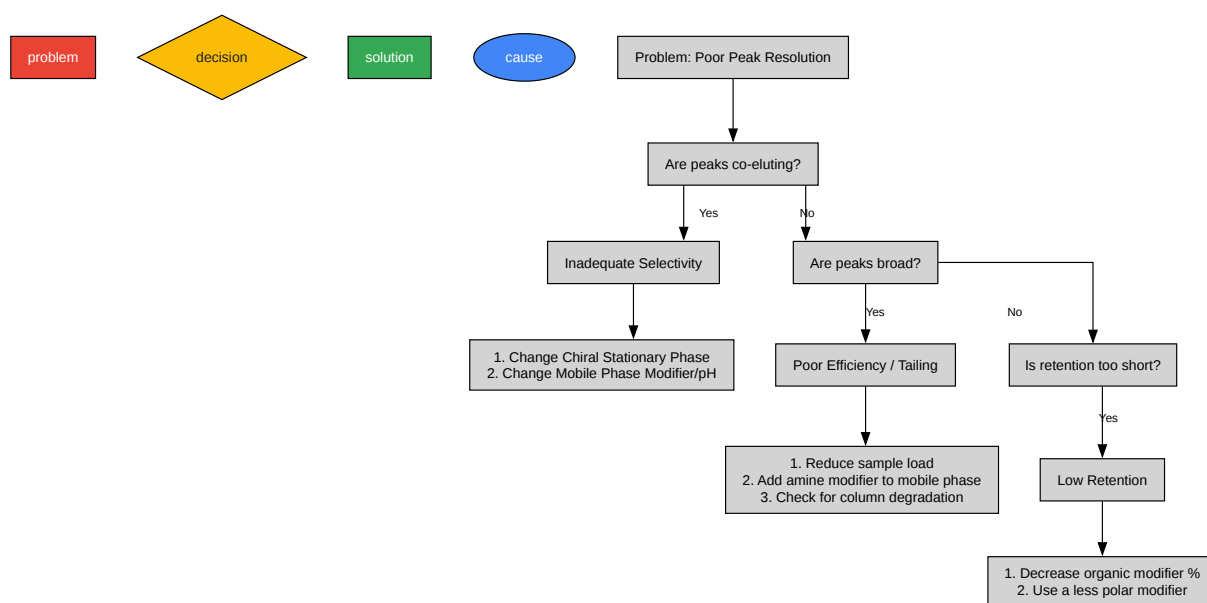 problem
decision
solution
cause
Problem: Poor Peak Resolution
Are peaks co-eluting?
Yes
No
Inadequate Selectivity
Are peaks broad?
1. Change Chiral Stationary Phase
2. Change Mobile Phase Modifier/pH
Yes
No
Poor Efficiency / Tailing
Is retention too short?
1. Reduce sample load
2. Add amine modifier to mobile phase
3. Check for column degradation
Yes
Low Retention
1. Decrease organic modifier %
2. Use a less polar modifier